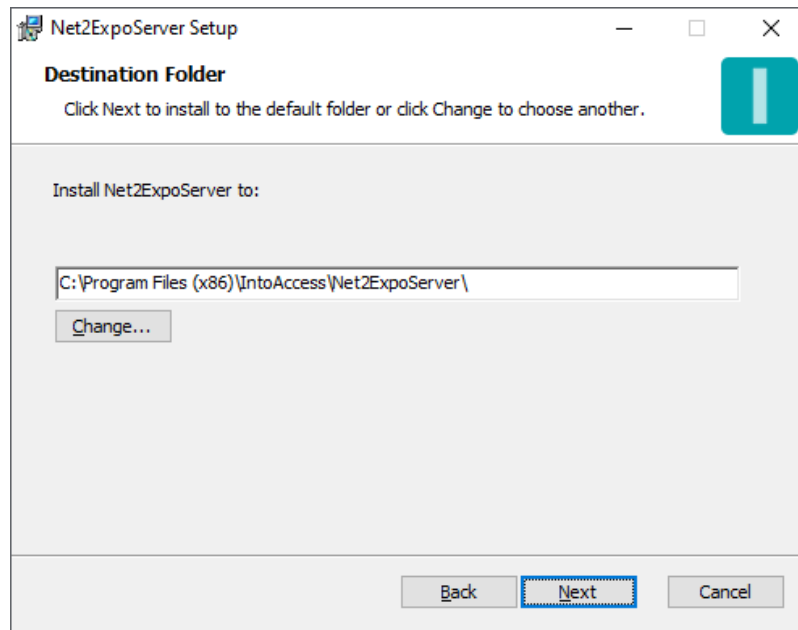 Net2ExpoServer Setup
Destination Folder
Click Next to install to the default folder or click Change to choose another.
Install Net2ExpoServer to:
C:\Program Files (x86)\IntoAccess\Net2ExpoServer\
Change...
Back Next Cancel